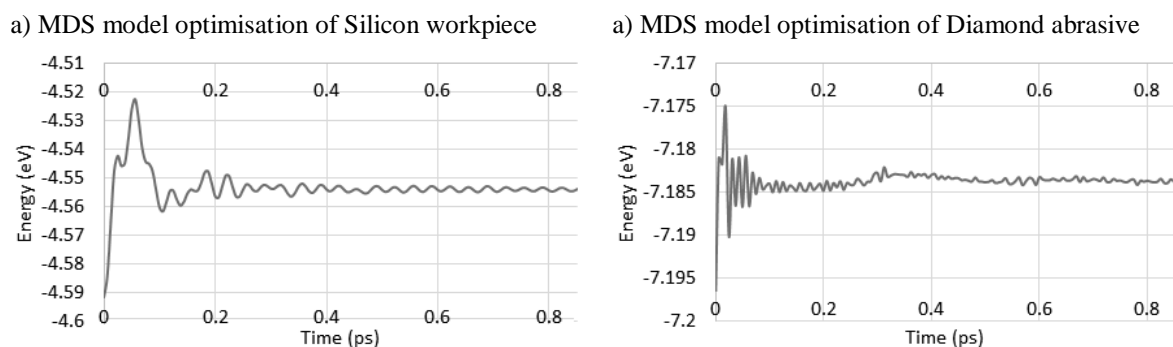 a) MDS model optimisation of Silicon workpiece
-4.51
0 0.2 0.4 0.6 0.8
-4.52
-4.53
-4.54
-4.55
-4.56
-4.57
-4.58
-4.59
-4.6
0 0.2 0.4 0.6 0.8
Energy (eV)
Time (ps)
a) MDS model optimisation of Diamond abrasive
-7.17
0 0.2 0.4 0.6 0.8
-7.175
-7.18
-7.185
-7.19
-7.195
-7.2
0 0.2 0.4 0.6 0.8
Energy (eV)
Time (ps)